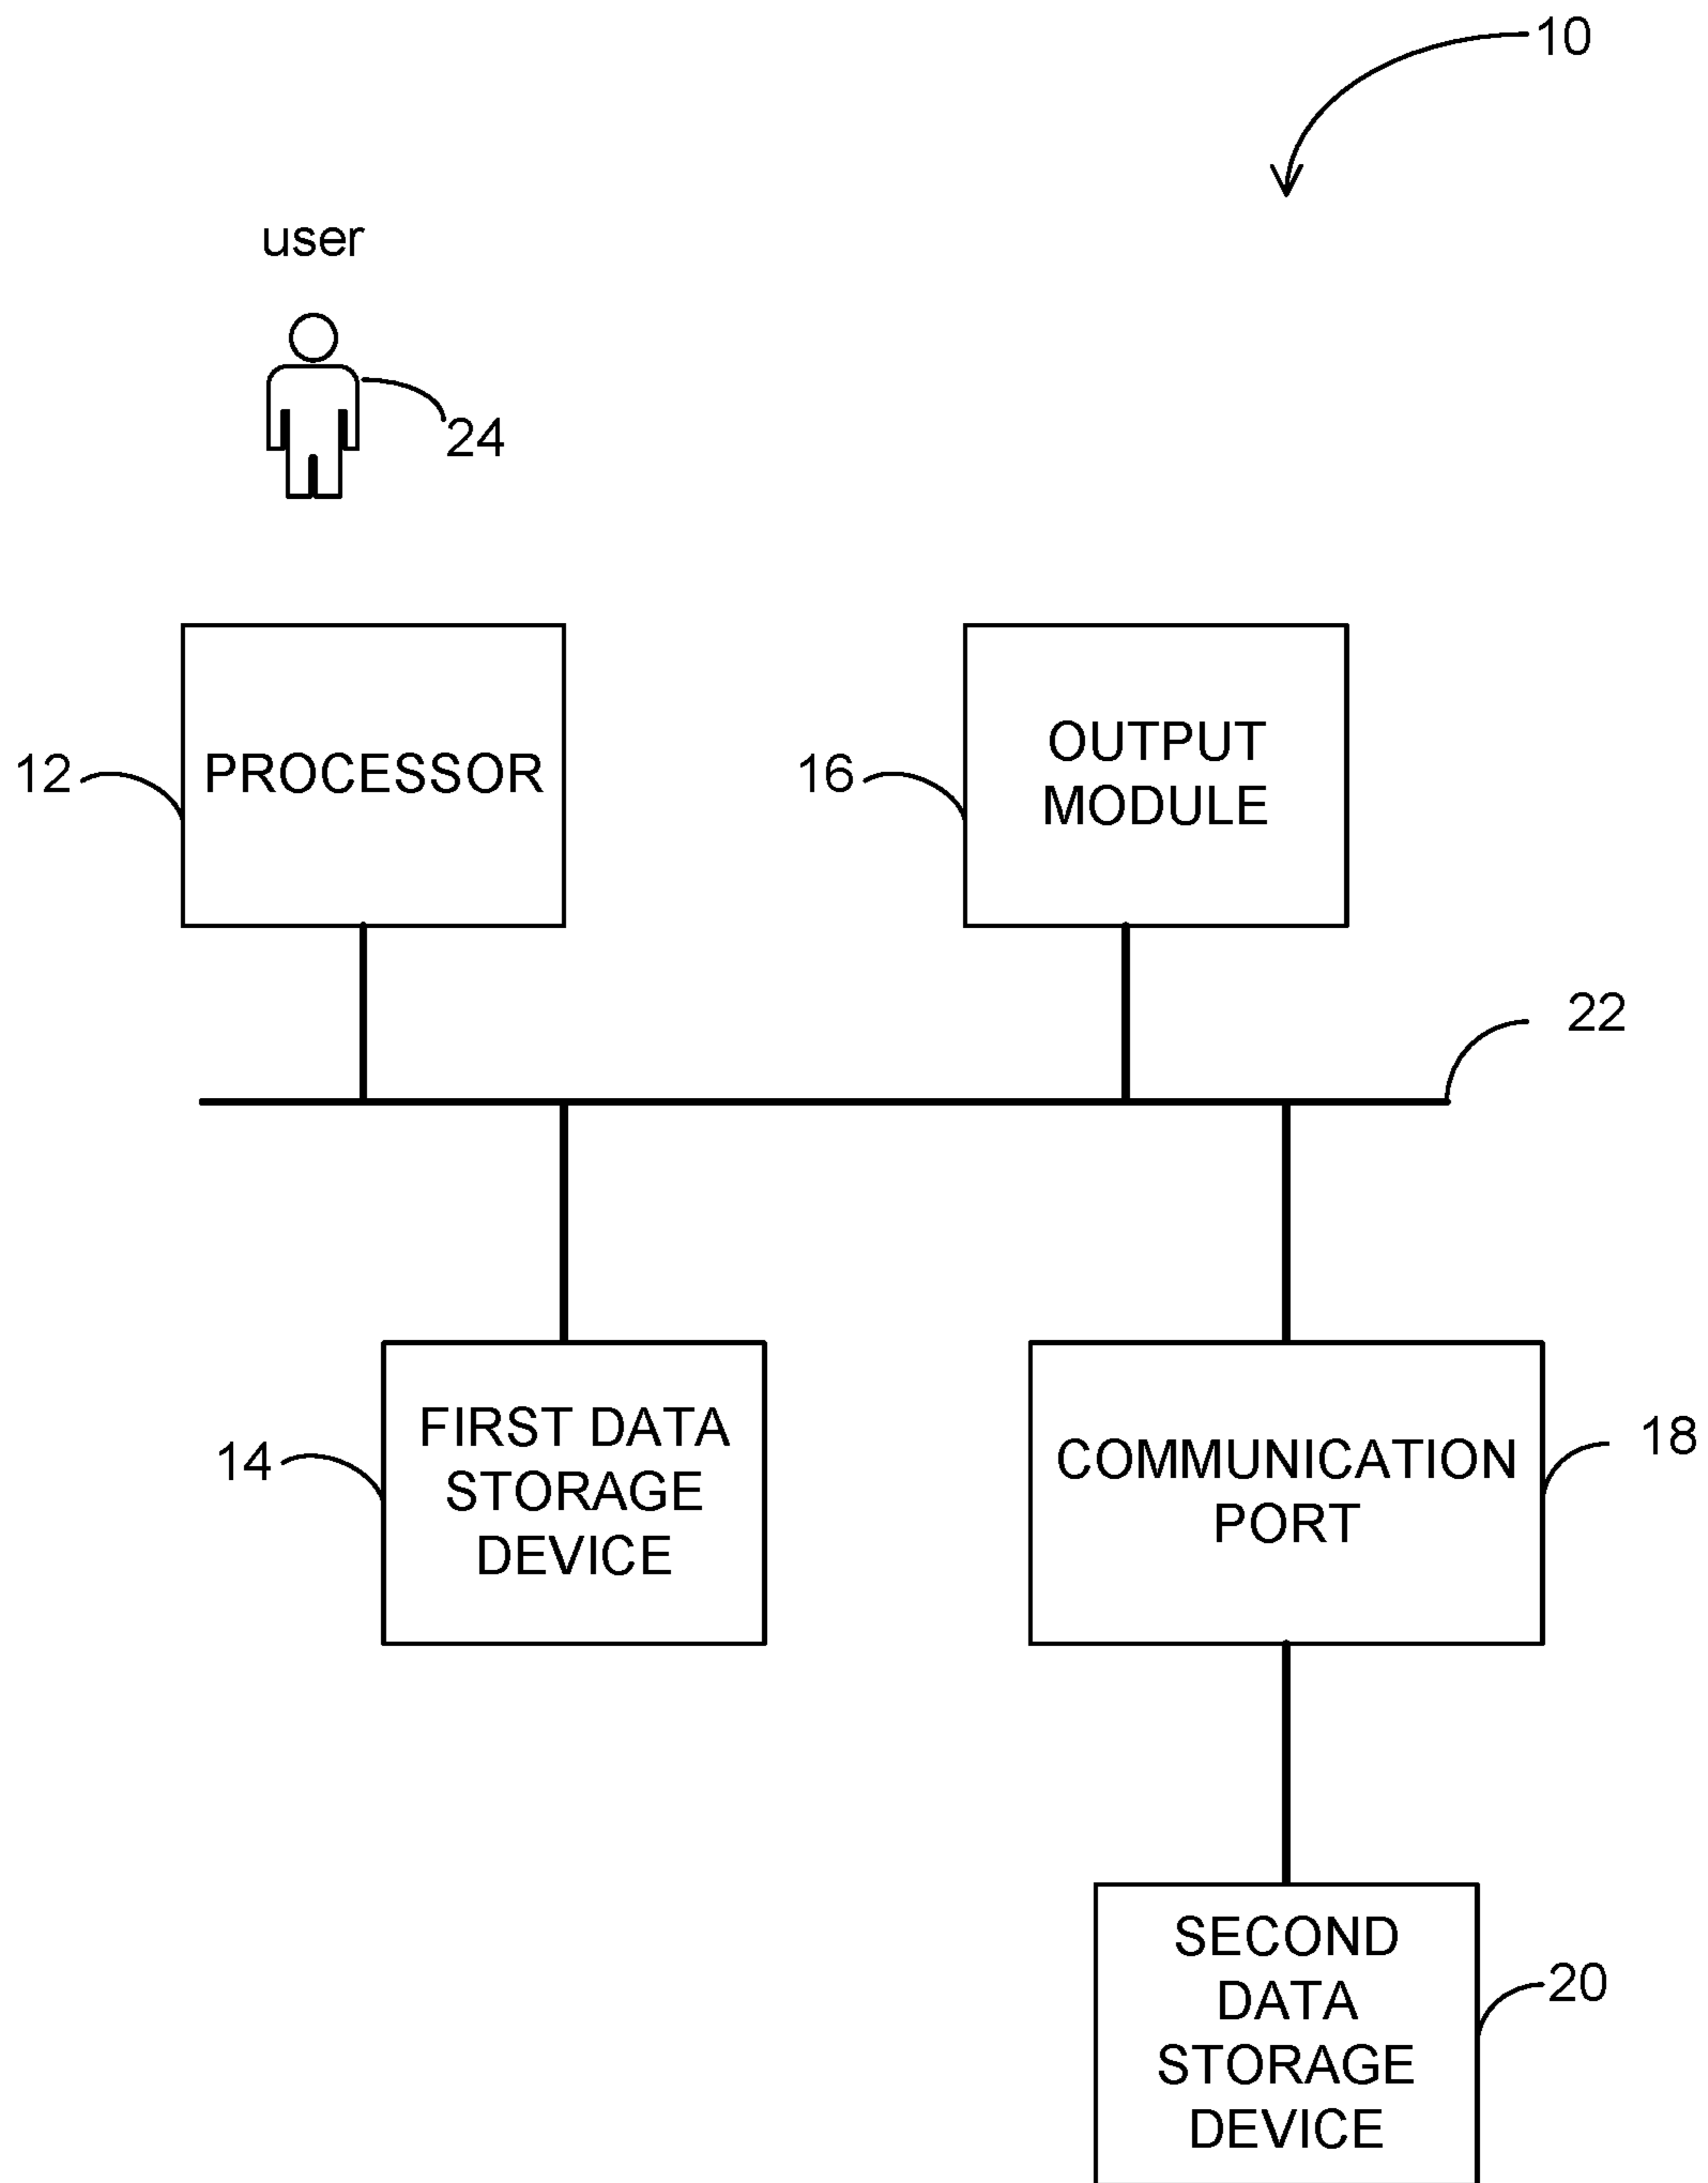 10
user
24
12
PROCESSOR
16
OUTPUT
MODULE
22
14
FIRST DATA
STORAGE
DEVICE
COMMUNICATION
PORT
18
SECOND
DATA
STORAGE
DEVICE
20